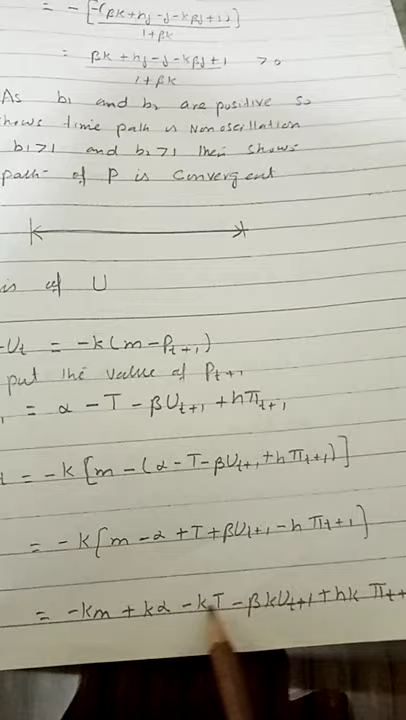 = - [-(βk+hj-j-kβj+1)]
1+βk
= βk+hj-j-kβj+1 >0
1+βk
As b₁ and b₂ are positive so
hows time path is Non oscillation
b₁>1 and b₂>1 then shows
path of P is Convergent
is of U
-Uₜ = -k(m-Pₜ₊₁)
put the value of Pₜ₊₁
= α-T-βUₜ₊₁+hπₜ₊₁
t = -k[m-(α-T-βUₜ₊₁+hπₜ₊₁)]
= -k[m-α+T+βUₜ₊₁-hπₜ₊₁]
= -km+kα-kT-βkUₜ₊₁+hkπₜ₊